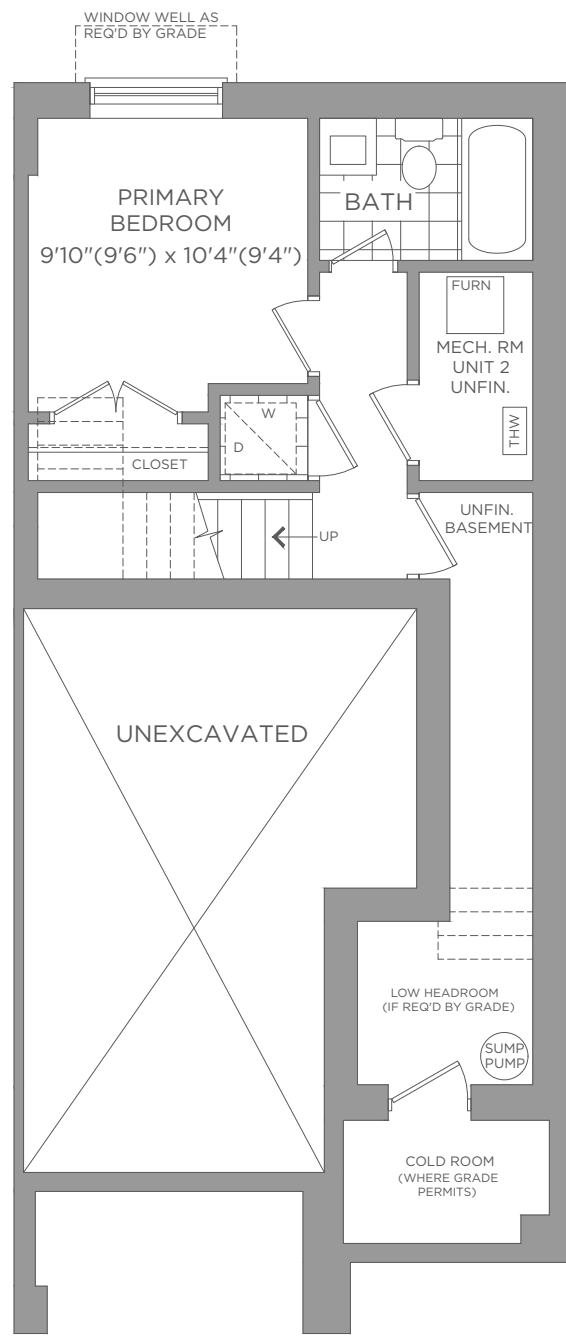 WINDOW WELL AS
REQ'D BY GRADE
PRIMARY
BEDROOM
9'10"(9'6") x 10'4"(9'4")
BATH
FURN
MECH. RM
UNIT 2
UNFIN.
THW
W
D
CLOSET
UNFIN.
BASEMENT
UP
UNEXCAVATED
LOW HEADROOM
(IF REQ'D BY GRADE)
SUMP
PUMP
COLD ROOM
(WHERE GRADE
PERMITS)